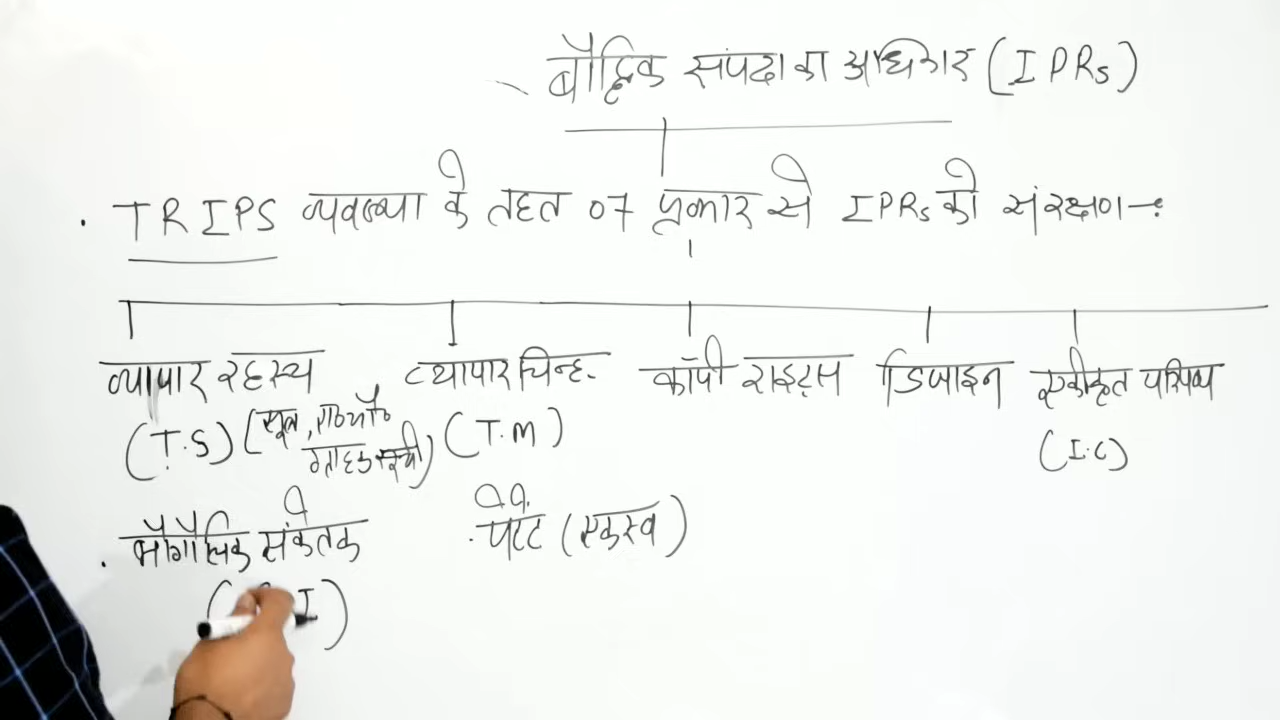 बौद्धिक संपदा का अधिकार (IPRs)
. TRIPS व्यवस्था के तहत 07 प्रकार से IPRs को संरक्षण →:
व्यापार रहस्य व्यापार चिन्ह - कॉपी राइट्स डिजाइन एकीकृत परिपथ
(T.S) (T.M) (I.C)
ग्राहक सूची)
. भौगोलिक संकेतक . पेटेंट (एकस्व)
I)